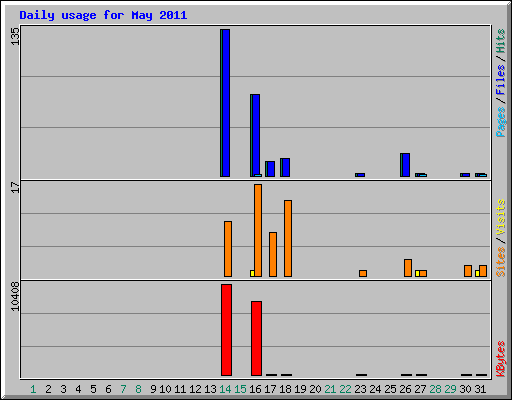 Daily usage for May 2011
135
17
10408
Pages / Files / Hits
Sites / Visits
KBytes
1 2 3 4 5 6 7 8 9 10 11 12 13 14 15 16 17 18 19 20 21 22 23 24 25 26 27 28 29 30 31